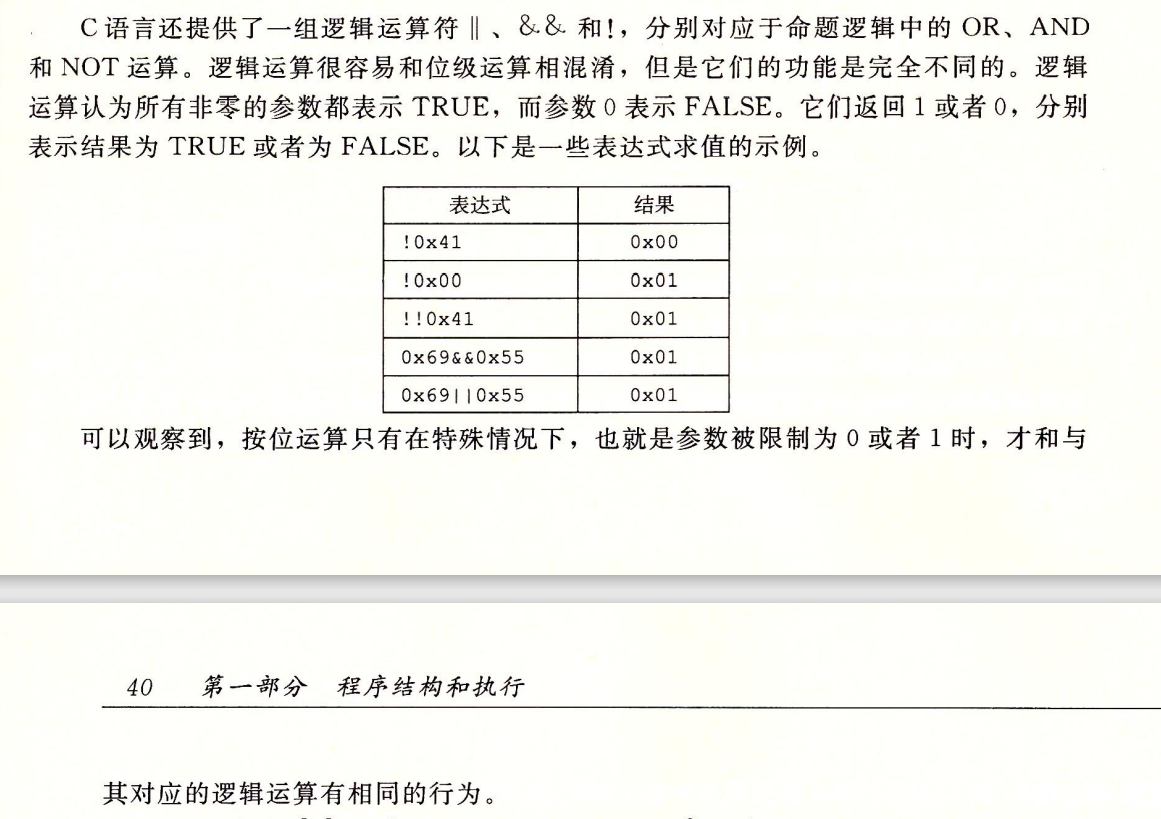 C 语言还提供了一组逻辑运算符 ||、&& 和!，分别对应于命题逻辑中的 OR、AND
和 NOT 运算。逻辑运算很容易和位级运算相混淆，但是它们的功能是完全不同的。逻辑
运算认为所有非零的参数都表示 TRUE，而参数 0 表示 FALSE。它们返回 1 或者 0，分别
表示结果为 TRUE 或者为 FALSE。以下是一些表达式求值的示例。
表达式 结果
!0x41 0x00
!0x00 0x01
!!0x41 0x01
0x69&&0x55 0x01
0x69||0x55 0x01
可以观察到，按位运算只有在特殊情况下，也就是参数被限制为 0 或者 1 时，才和与
40 第一部分 程序结构和执行
其对应的逻辑运算有相同的行为。